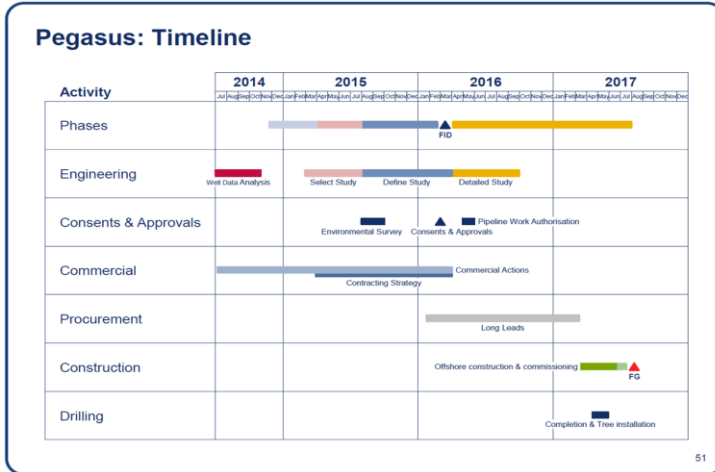 Pegasus: Timeline
Activity
2014
2015
2016
2017
Jul Aug Sep Oct Nov Dec Jan Feb Mar Apr May Jun Jul Aug Sep Oct Nov Dec Jan Feb Mar Apr May Jun Jul Aug Sep Oct Nov Dec Jan Feb Mar Apr May Jun Jul Aug Sep Oct Nov Dec
Phases
FID
Engineering
Well Data Analysis
Select Study
Define Study
Detailed Study
Consents & Approvals
Pipeline Work Authorisation
Environmental Survey
Consents & Approvals
Commercial
Commercial Actions
Contracting Strategy
Procurement
Long Leads
Construction
Offshore construction & commissioning
FG
Drilling
Completion & Tree installation
51